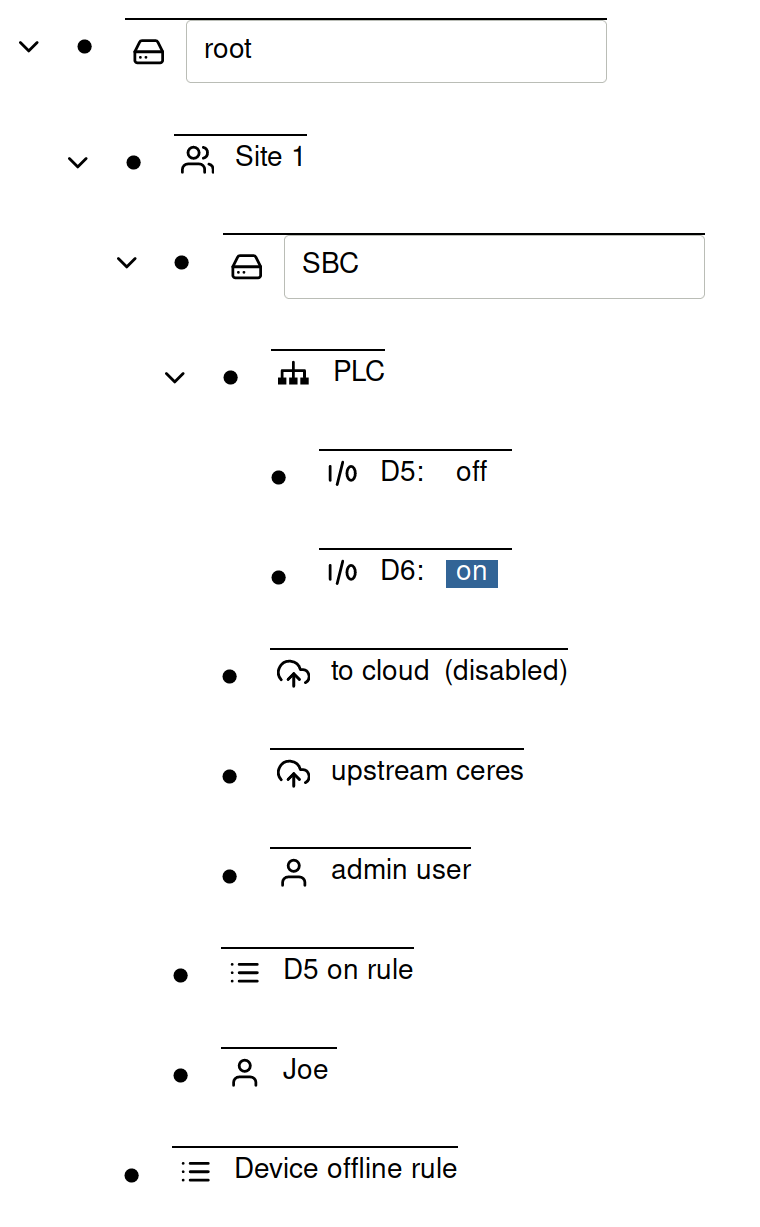 root
Site 1
SBC
PLC
I/O D5: off
I/O D6: on
to cloud (disabled)
upstream ceres
admin user
D5 on rule
Joe
Device offline rule